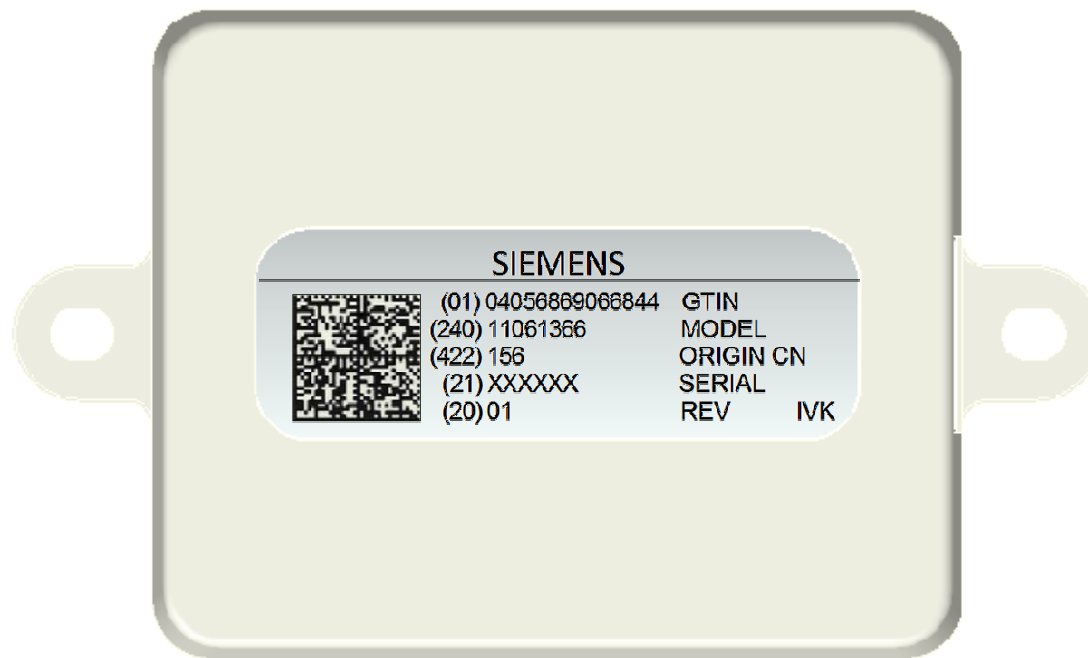 SIEMENS
(01) 04056869066844 GTIN
(240) 11061366 MODEL
(422) 156 ORIGIN CN
(21) XXXXXX SERIAL
(20) 01 REV IVK